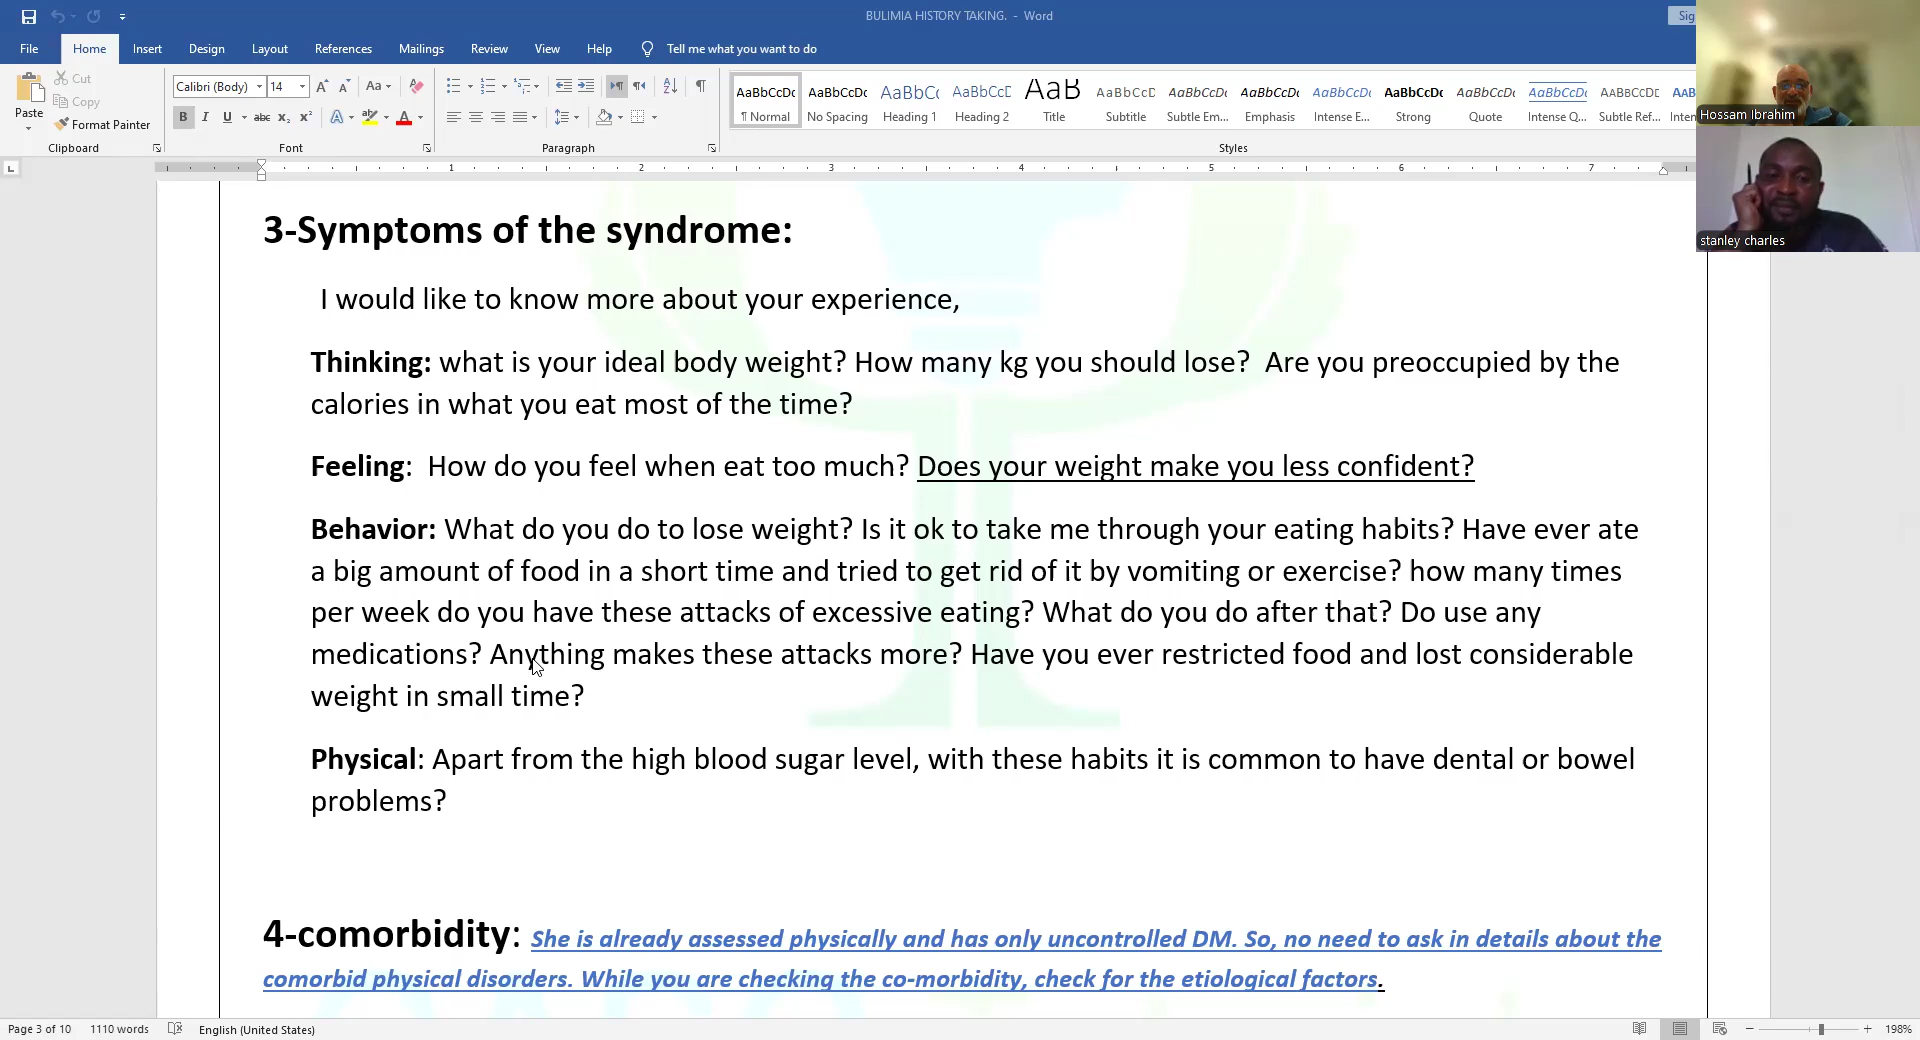 BULIMIA HISTORY TAKING. - Word
Sig
File Home Insert Design Layout References Mailings Review View Help Tell me what you want to do
Paste
Cut
Copy
Format Painter
Clipboard
Calibri (Body) 14
Font
Paragraph
AaBbCcDc AaBbCcDc AaBbCc AaBbCcD AaB AaBbCcD AaBbCcDc AaBbCcDc AaBbCcDc AaBbCcDc AaBbCcDc AaBbCcDc AABBCCDE AAB
¶ Normal No Spacing Heading 1 Heading 2 Title Subtitle Subtle Em... Emphasis Intense E... Strong Quote Intense Q... Subtle Ref... Inten
Styles
Hossam Ibrahim
stanley charles
1 2 3 4 5 6 7
3-Symptoms of the syndrome:
I would like to know more about your experience,
Thinking: what is your ideal body weight? How many kg you should lose? Are you preoccupied by the
calories in what you eat most of the time?
Feeling: How do you feel when eat too much? Does your weight make you less confident?
Behavior: What do you do to lose weight? Is it ok to take me through your eating habits? Have ever ate
a big amount of food in a short time and tried to get rid of it by vomiting or exercise? how many times
per week do you have these attacks of excessive eating? What do you do after that? Do use any
medications? Anything makes these attacks more? Have you ever restricted food and lost considerable
weight in small time?
Physical: Apart from the high blood sugar level, with these habits it is common to have dental or bowel
problems?
4-comorbidity: She is already assessed physically and has only uncontrolled DM. So, no need to ask in details about the
comorbid physical disorders. While you are checking the co-morbidity, check for the etiological factors.
Page 3 of 10 1110 words English (United States) 198%